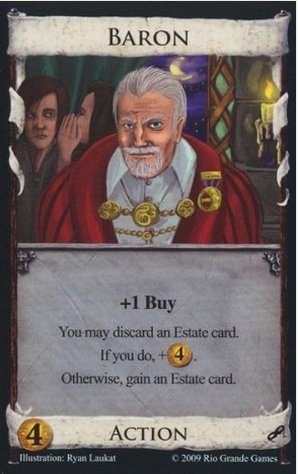 BARON
+1 Buy
You may discard an Estate card.
If you do, +4.
Otherwise, gain an Estate card.
4 ACTION
Illustration: Ryan Laukat © 2009 Rio Grande Games